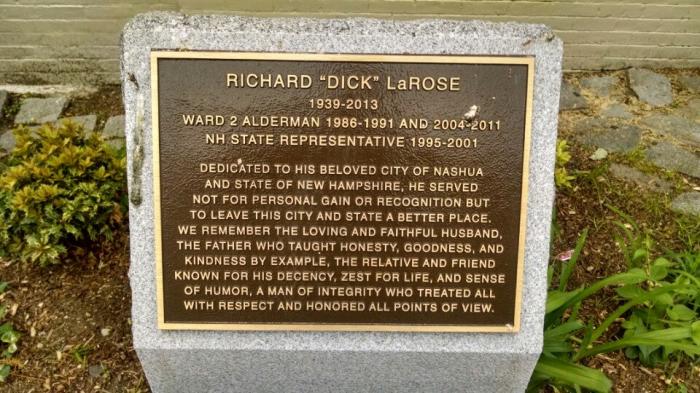 RICHARD "DICK" LaROSE
1939-2013
WARD 2 ALDERMAN 1986-1991 AND 2004-2011
NH STATE REPRESENTATIVE 1995-2001
DEDICATED TO HIS BELOVED CITY OF NASHUA
AND STATE OF NEW HAMPSHIRE, HE SERVED
NOT FOR PERSONAL GAIN OR RECOGNITION BUT
TO LEAVE THIS CITY AND STATE A BETTER PLACE.
WE REMEMBER THE LOVING AND FAITHFUL HUSBAND,
THE FATHER WHO TAUGHT HONESTY, GOODNESS, AND
KINDNESS BY EXAMPLE, THE RELATIVE AND FRIEND
KNOWN FOR HIS DECENCY, ZEST FOR LIFE, AND SENSE
OF HUMOR, A MAN OF INTEGRITY WHO TREATED ALL
WITH RESPECT AND HONORED ALL POINTS OF VIEW.